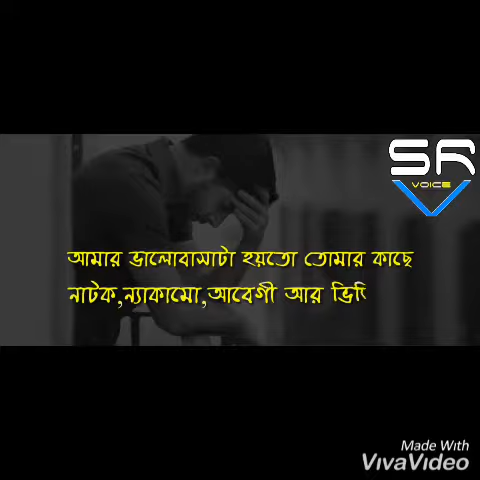 SR
VOICE
আমার ভালোবাসাটা হয়তো তোমার কাছে
নাটক,ন্যাকামো,আবেগী আর
Made With
VivaVideo